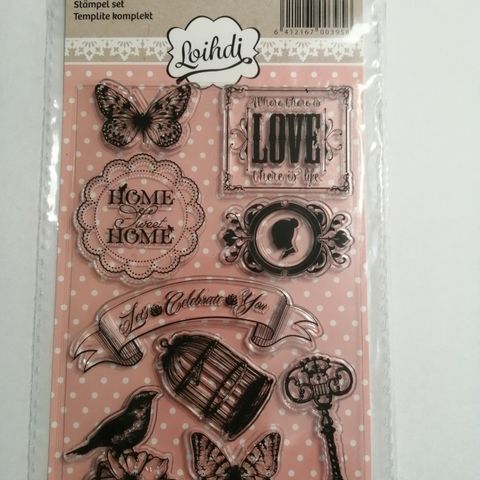 Stämpel set
Templite komplekt
6 412167 00395
Loihdi
Where there is
LOVE
there is life
HOME
Sweet
HOME
Let's Celebrate You